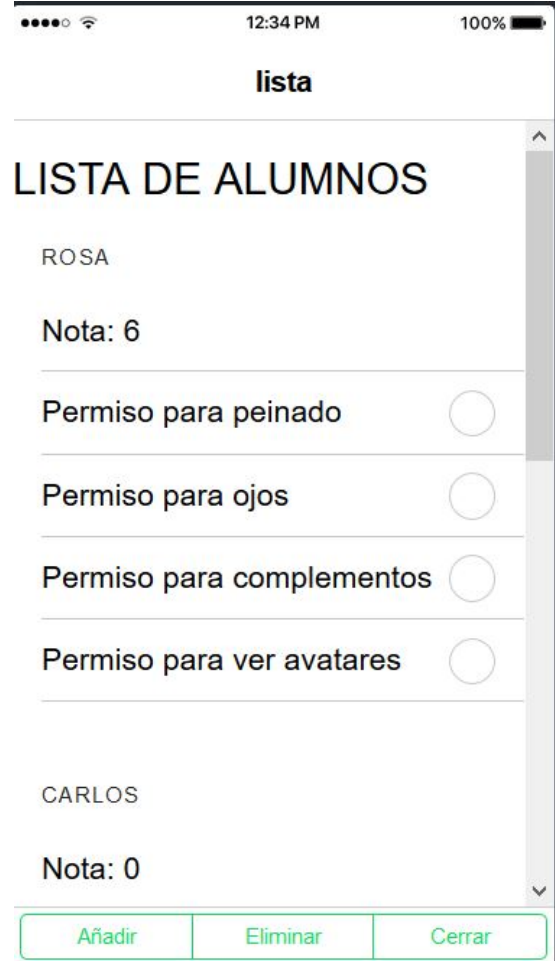 12:34 PM 100%
lista
LISTA DE ALUMNOS
ROSA
Nota: 6
Permiso para peinado
Permiso para ojos
Permiso para complementos
Permiso para ver avatares
CARLOS
Nota: 0
Añadir Eliminar Cerrar